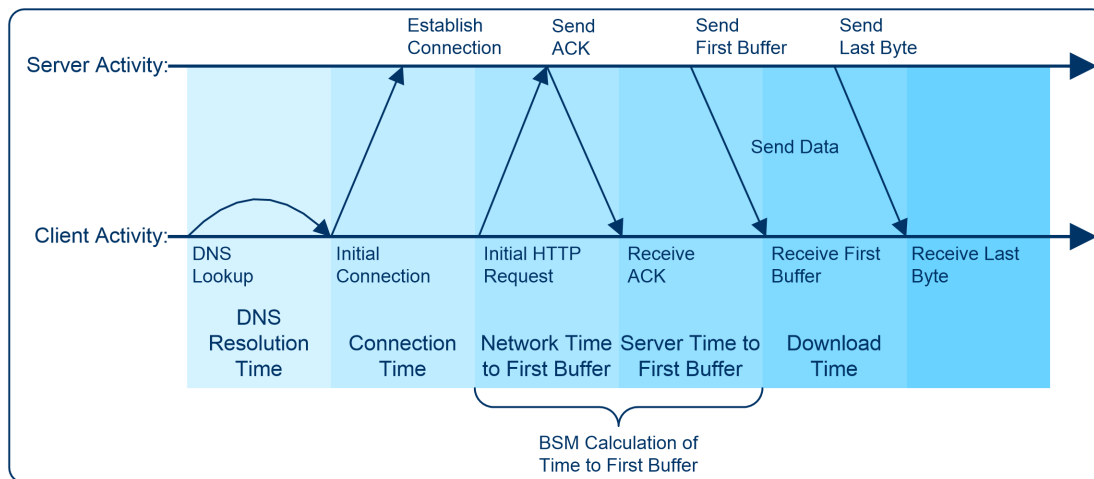 Establish
Connection
Send
ACK
Send
First Buffer
Send
Last Byte
Server Activity:
Send Data
Client Activity:
DNS
Lookup
Initial
Connection
Initial HTTP
Request
Receive
ACK
Receive First
Buffer
Receive Last
Byte
DNS
Resolution
Time
Connection
Time
Network Time
to First Buffer
Server Time to
First Buffer
Download
Time
BSM Calculation of
Time to First Buffer